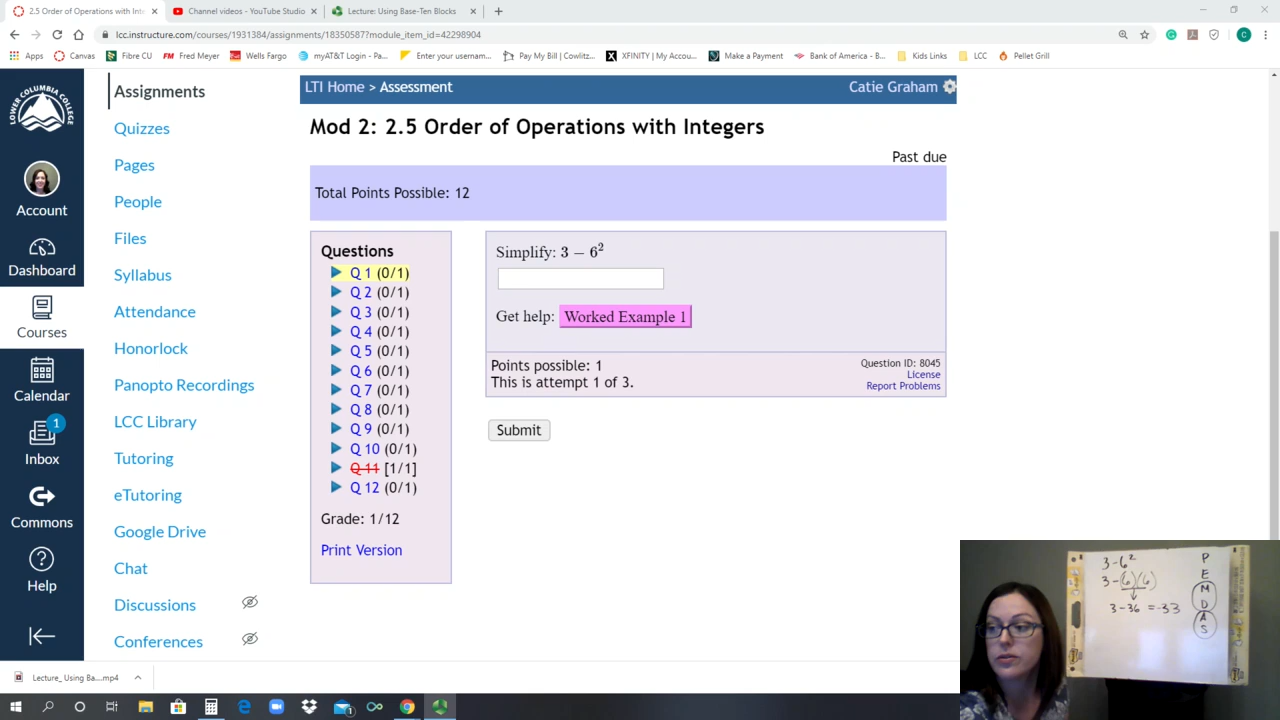 2.5 Order of Operations with Integers
Channel videos - YouTube Studio
Lecture: Using Base-Ten Blocks
lcc.instructure.com/courses/1931384/assignments/18350587?module_item_id=42298904
Apps
Canvas
Fibre CU
Fred Meyer
Wells Fargo
myAT&T Login - Pa...
Enter your usernam...
Pay My Bill | Cowlitz...
XFINITY | My Accou...
Make a Payment
Bank of America - B...
Kids Links
LCC
Pellet Grill
LOWER COLUMBIA COLLEGE
Account
Dashboard
Courses
Calendar
1
Inbox
Commons
Help
Assignments
Quizzes
Pages
People
Files
Syllabus
Attendance
Honorlock
Panopto Recordings
LCC Library
Tutoring
eTutoring
Google Drive
Chat
Discussions
Conferences
LTI Home > Assessment
Catie Graham
Mod 2: 2.5 Order of Operations with Integers
Past due
Total Points Possible: 12
Questions
Q 1 (0/1)
Q 2 (0/1)
Q 3 (0/1)
Q 4 (0/1)
Q 5 (0/1)
Q 6 (0/1)
Q 7 (0/1)
Q 8 (0/1)
Q 9 (0/1)
Q 10 (0/1)
Q 11 [1/1]
Q 12 (0/1)
Grade: 1/12
Print Version
Simplify: 3 − 6²
Get help: Worked Example 1
Points possible: 1
This is attempt 1 of 3.
Question ID: 8045
License
Report Problems
Submit
3-6²
3-(6)(6)
3-36 = -33
P
E
M
D
A
S
Lecture_ Using Ba....mp4